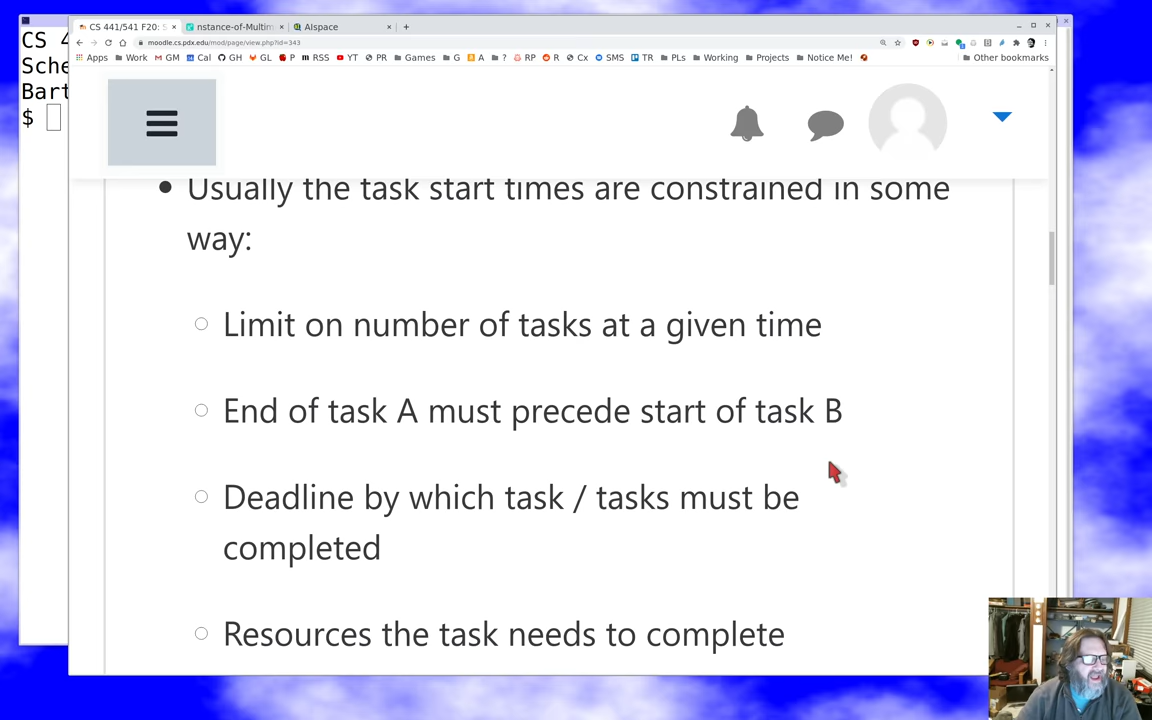 CS 441/541 F20: S
nstance-of-Multim
AIspace
moodle.cs.pdx.edu/mod/page/view.php?id=343
Apps Work GM Cal GH GL P RSS YT PR Games G A ? RP R Cx SMS TR PLs Working Projects Notice Me! Other bookmarks
CS 4
Sche
Bart
$
• Usually the task start times are constrained in some
way:
Limit on number of tasks at a given time
End of task A must precede start of task B
Deadline by which task / tasks must be
completed
Resources the task needs to complete